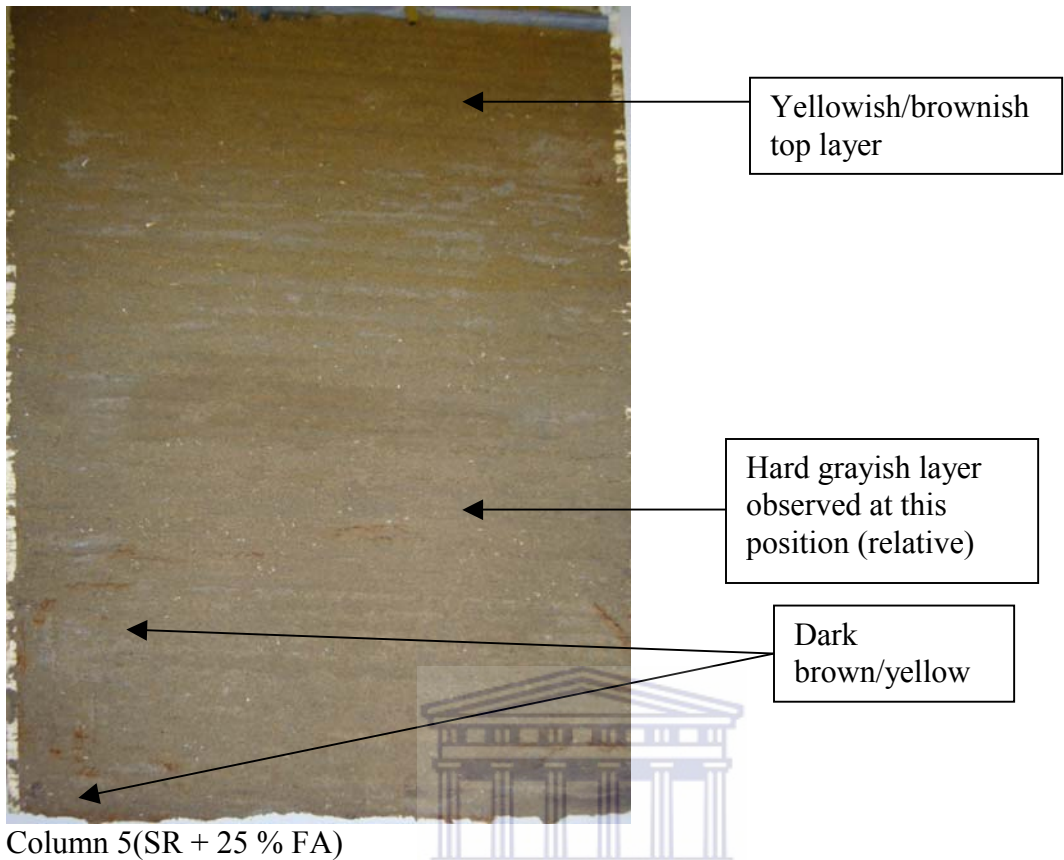 Yellowish/brownish
top layer
Hard grayish layer
observed at this
position (relative)
Dark
brown/yellow
Column 5(SR + 25 % FA)